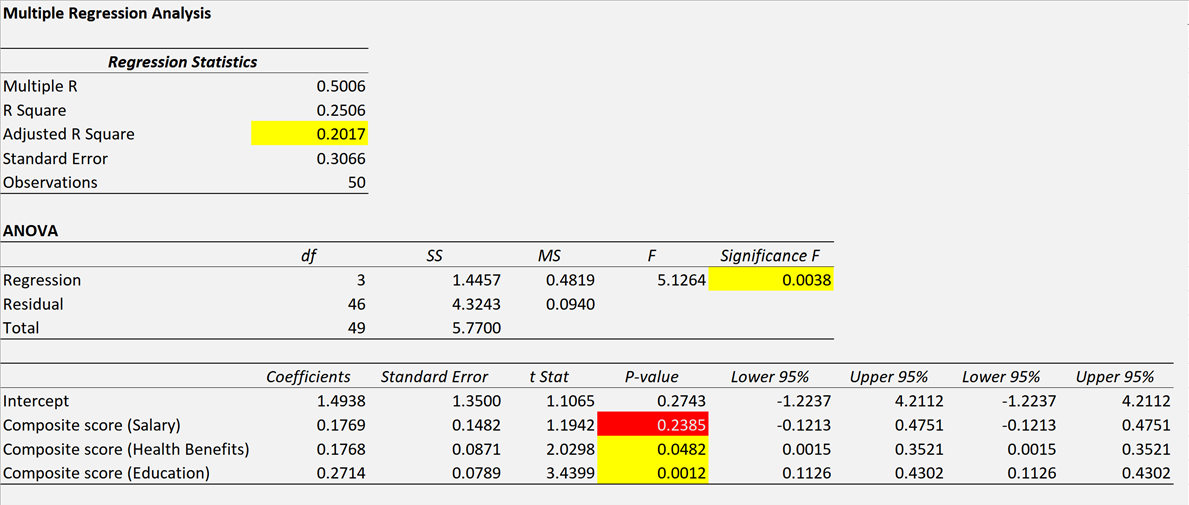 Multiple Regression Analysis
Regression Statistics
Multiple R 0.5006
R Square 0.2506
Adjusted R Square 0.2017
Standard Error 0.3066
Observations 50
ANOVA
df SS MS F Significance F
Regression 3 1.4457 0.4819 5.1264 0.0038
Residual 46 4.3243 0.0940
Total 49 5.7700
Coefficients Standard Error t Stat P-value Lower 95% Upper 95% Lower 95% Upper 95%
Intercept 1.4938 1.3500 1.1065 0.2743 -1.2237 4.2112 -1.2237 4.2112
Composite score (Salary) 0.1769 0.1482 1.1942 0.2385 -0.1213 0.4751 -0.1213 0.4751
Composite score (Health Benefits) 0.1768 0.0871 2.0298 0.0482 0.0015 0.3521 0.0015 0.3521
Composite score (Education) 0.2714 0.0789 3.4399 0.0012 0.1126 0.4302 0.1126 0.4302